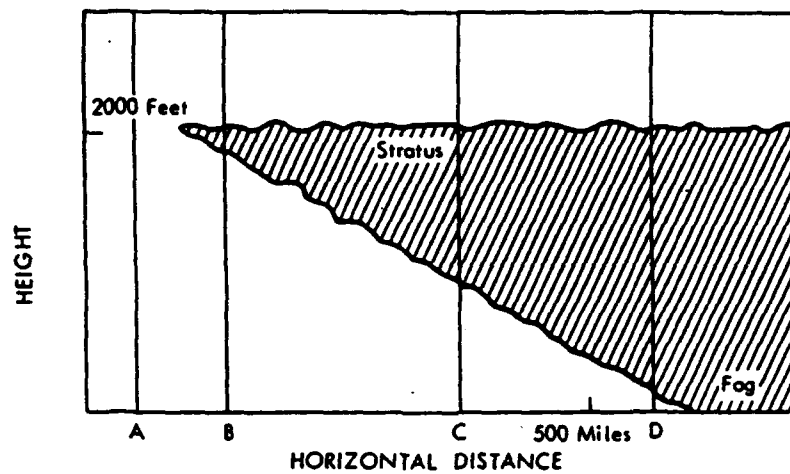 2000 Feet
Stratus
HEIGHT
Fog
A B C 500 Miles D
HORIZONTAL DISTANCE